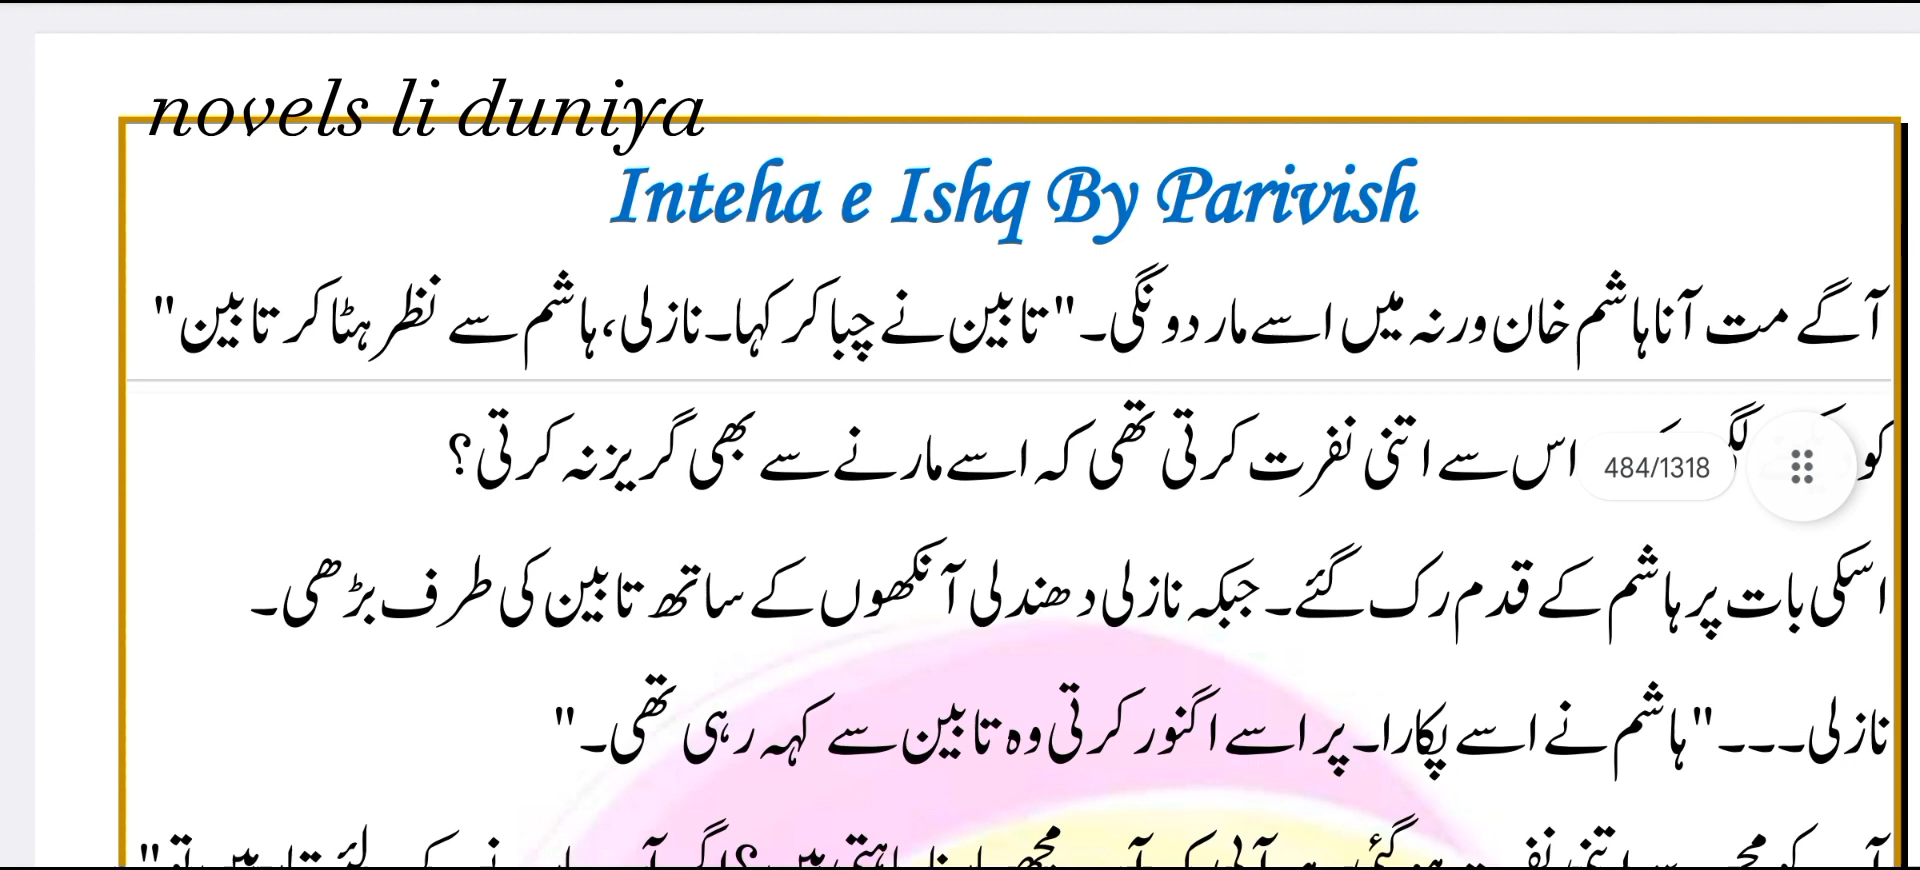 novels li duniya
Inteha e Ishq By Parivish
آگے مت آنا ہاشم خان ورنہ میں اسے مار دو نگی۔" تابین نے چبا کر کہا۔ نازلی، ہاشم سے نظر ہٹا کر تابین"
کو اس سے اتنی نفرت کرتی تھی کہ اسے مارنے سے بھی گریز نہ کرتی؟
484/1318
اسکی بات پر ہاشم کے قدم رک گئے۔ جبکہ نازلی دھندلی آنکھوں کے ساتھ تابین کی طرف بڑھی۔
نازلی۔۔۔" ہاشم نے اسے پکارا۔ پر اسے اگنور کرتی وہ تابین سے کہہ رہی تھی۔"